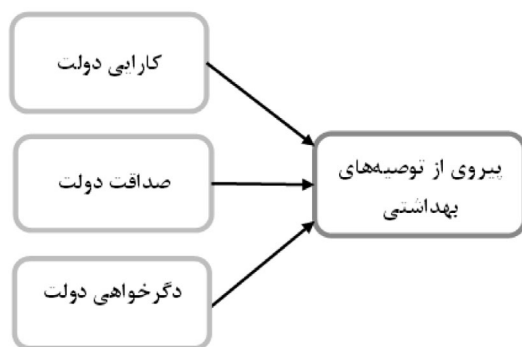 کارایی دولت
صداقت دولت
دگرخواهی دولت
پیروی از توصیه‌های
بهداشتی